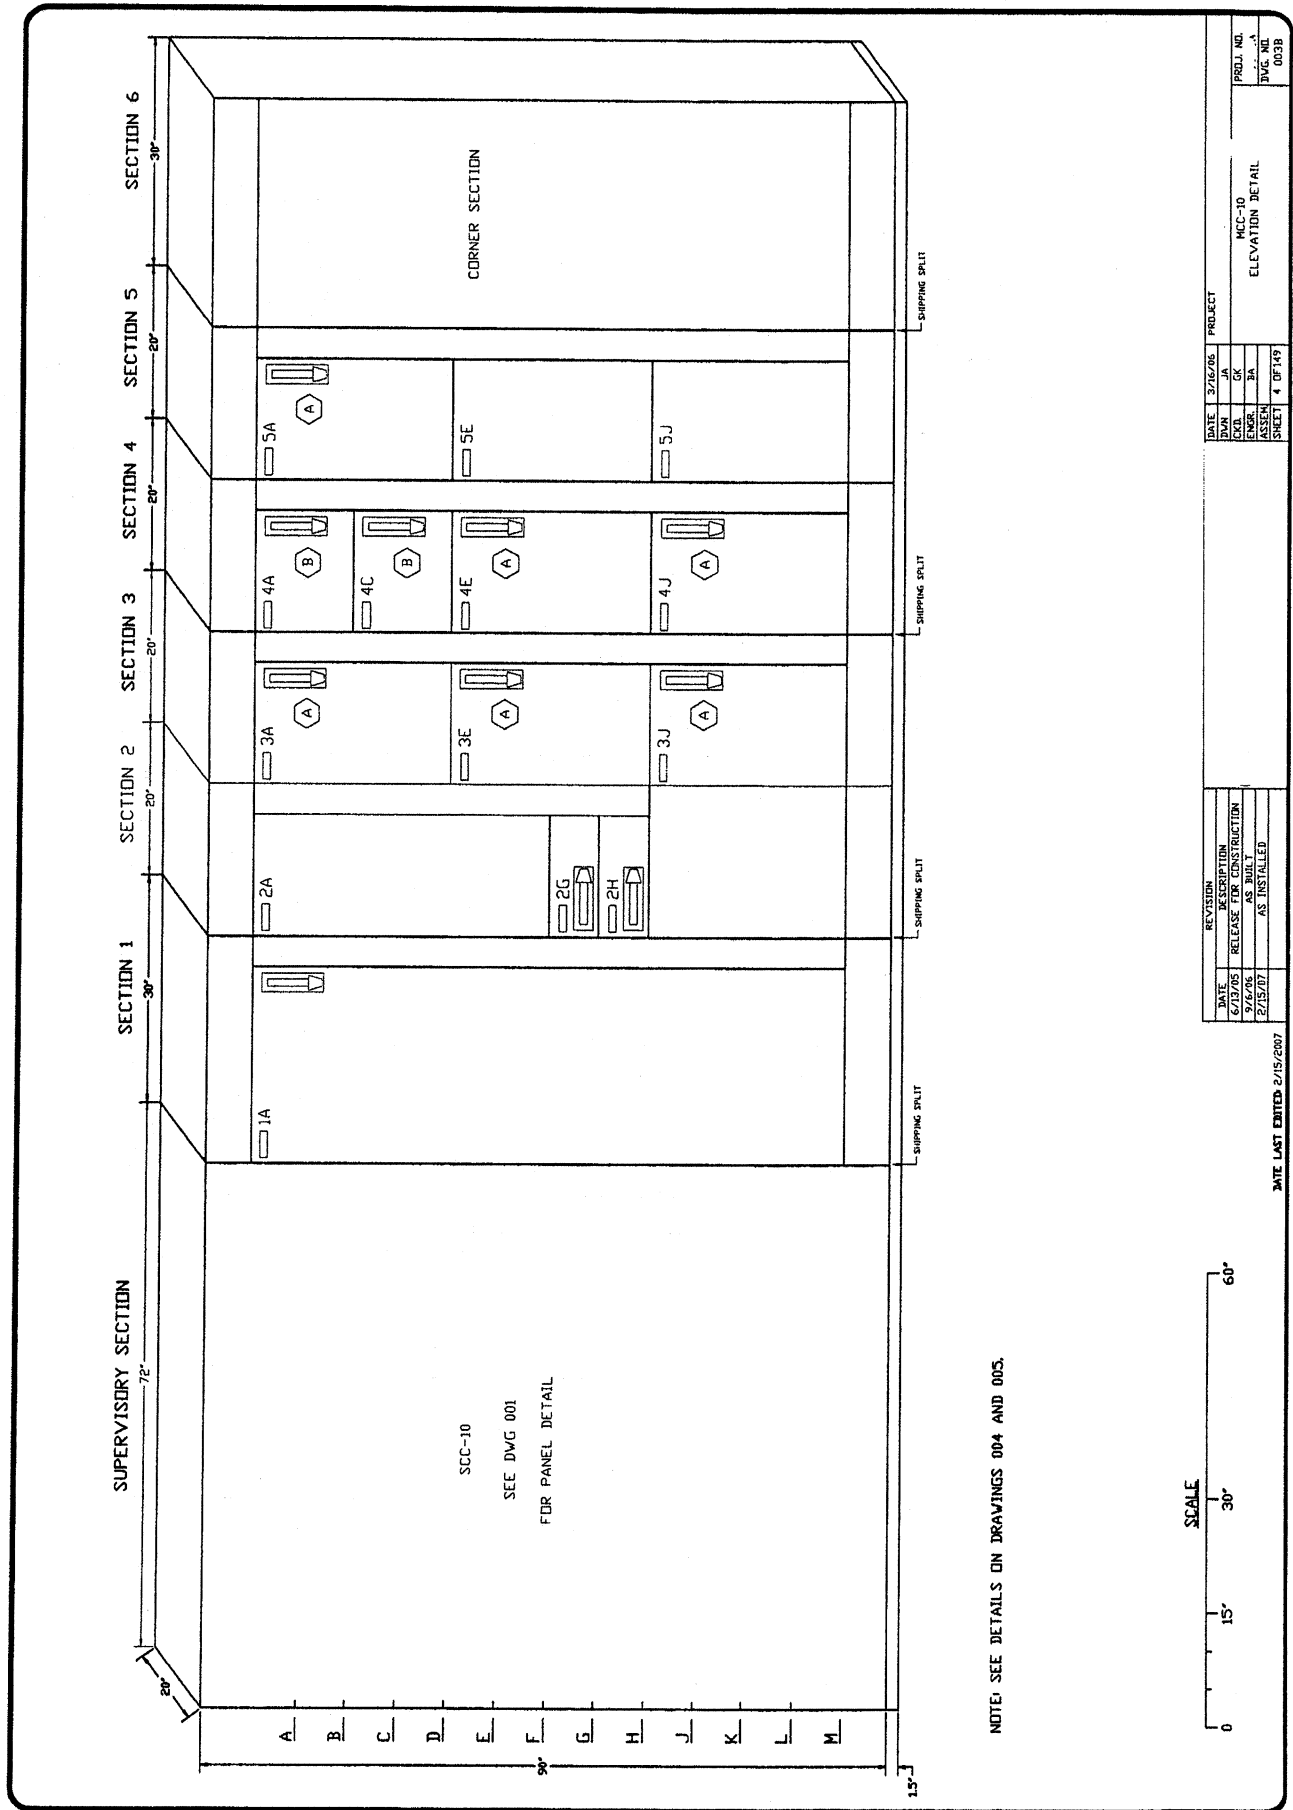 SUPERVISORY SECTION
SECTION 1
SECTION 2
SECTION 3
SECTION 4
SECTION 5
SECTION 6
20"
72"
30"
20"
20"
20"
20"
30"
90"
1.5"
A
B
C
D
E
F
G
H
J
K
L
M
SCC-10
SEE DWG 001
FOR PANEL DETAIL
1A
2A
2G
2H
3A
A
3E
A
3J
A
4A
B
4C
B
4E
A
4J
A
5A
A
5E
5J
CORNER SECTION
SHIPPING SPLIT
SHIPPING SPLIT
SHIPPING SPLIT
SHIPPING SPLIT
NOTE: SEE DETAILS ON DRAWINGS 004 AND 005.
SCALE
0 15" 30" 60"
DATE LAST EDITED: 2/15/2007
REVISION
DATE DESCRIPTION
6/13/05 RELEASE FOR CONSTRUCTION
9/6/06 AS BUILT
2/15/07 AS INSTALLED
DATE 3/16/06
DWN JA
CKD. GK
ENGR. BA
ASSEM
SHEET 4 OF 149
PROJECT
MCC-10
ELEVATION DETAIL
PROJ. NO.
DWG. NO.
003B